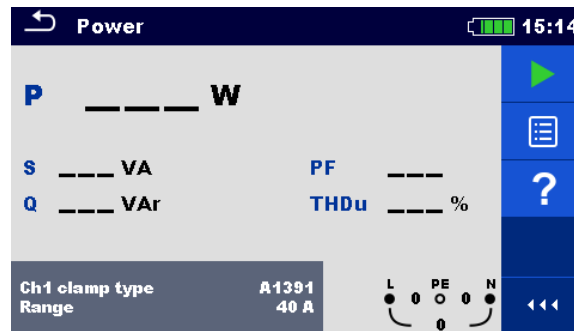 Power 15:14
P ___ W
S ___ VA PF ___
Q ___ VAr THDu ___ %
?
Ch1 clamp type A1391
Range 40 A
L PE N
0 0
0